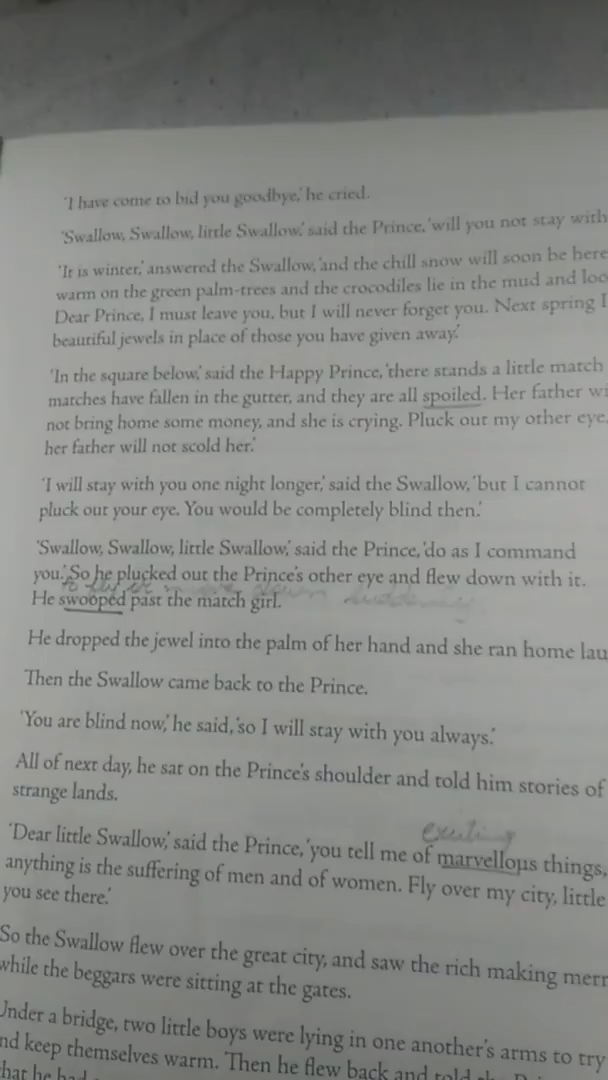 'I have come to bid you goodbye,' he cried.
'Swallow, Swallow, little Swallow,' said the Prince, 'will you not stay with
'It is winter,' answered the Swallow, 'and the chill snow will soon be here
warm on the green palm-trees and the crocodiles lie in the mud and
Dear Prince, I must leave you, but I will never forget you. Next spring I
beautiful jewels in place of those you have given away.'
'In the square below,' said the Happy Prince, 'there stands a little match
matches have fallen in the gutter, and they are all spoiled. Her father
not bring home some money, and she is crying. Pluck out my other eye,
her father will not scold her.'
'I will stay with you one night longer,' said the Swallow, 'but I cannot
pluck out your eye. You would be completely blind then.'
'Swallow, Swallow, little Swallow,' said the Prince, 'do as I command
you.' So he plucked out the Prince's other eye and flew down with it.
move down suddenly
He swooped past the match girl.
He dropped the jewel into the palm of her hand and she ran home
Then the Swallow came back to the Prince.
'You are blind now,' he said, 'so I will stay with you always.'
All of next day, he sat on the Prince's shoulder and told him stories of
strange lands.
exciting
'Dear little Swallow,' said the Prince, 'you tell me of marvellous things,
anything is the suffering of men and of women. Fly over my city, little
you see there.'
So the Swallow flew over the great city, and saw the rich making
while the beggars were sitting at the gates.
Under a bridge, two little boys were lying in one another's arms to try
keep themselves warm. Then he flew back and told
he had